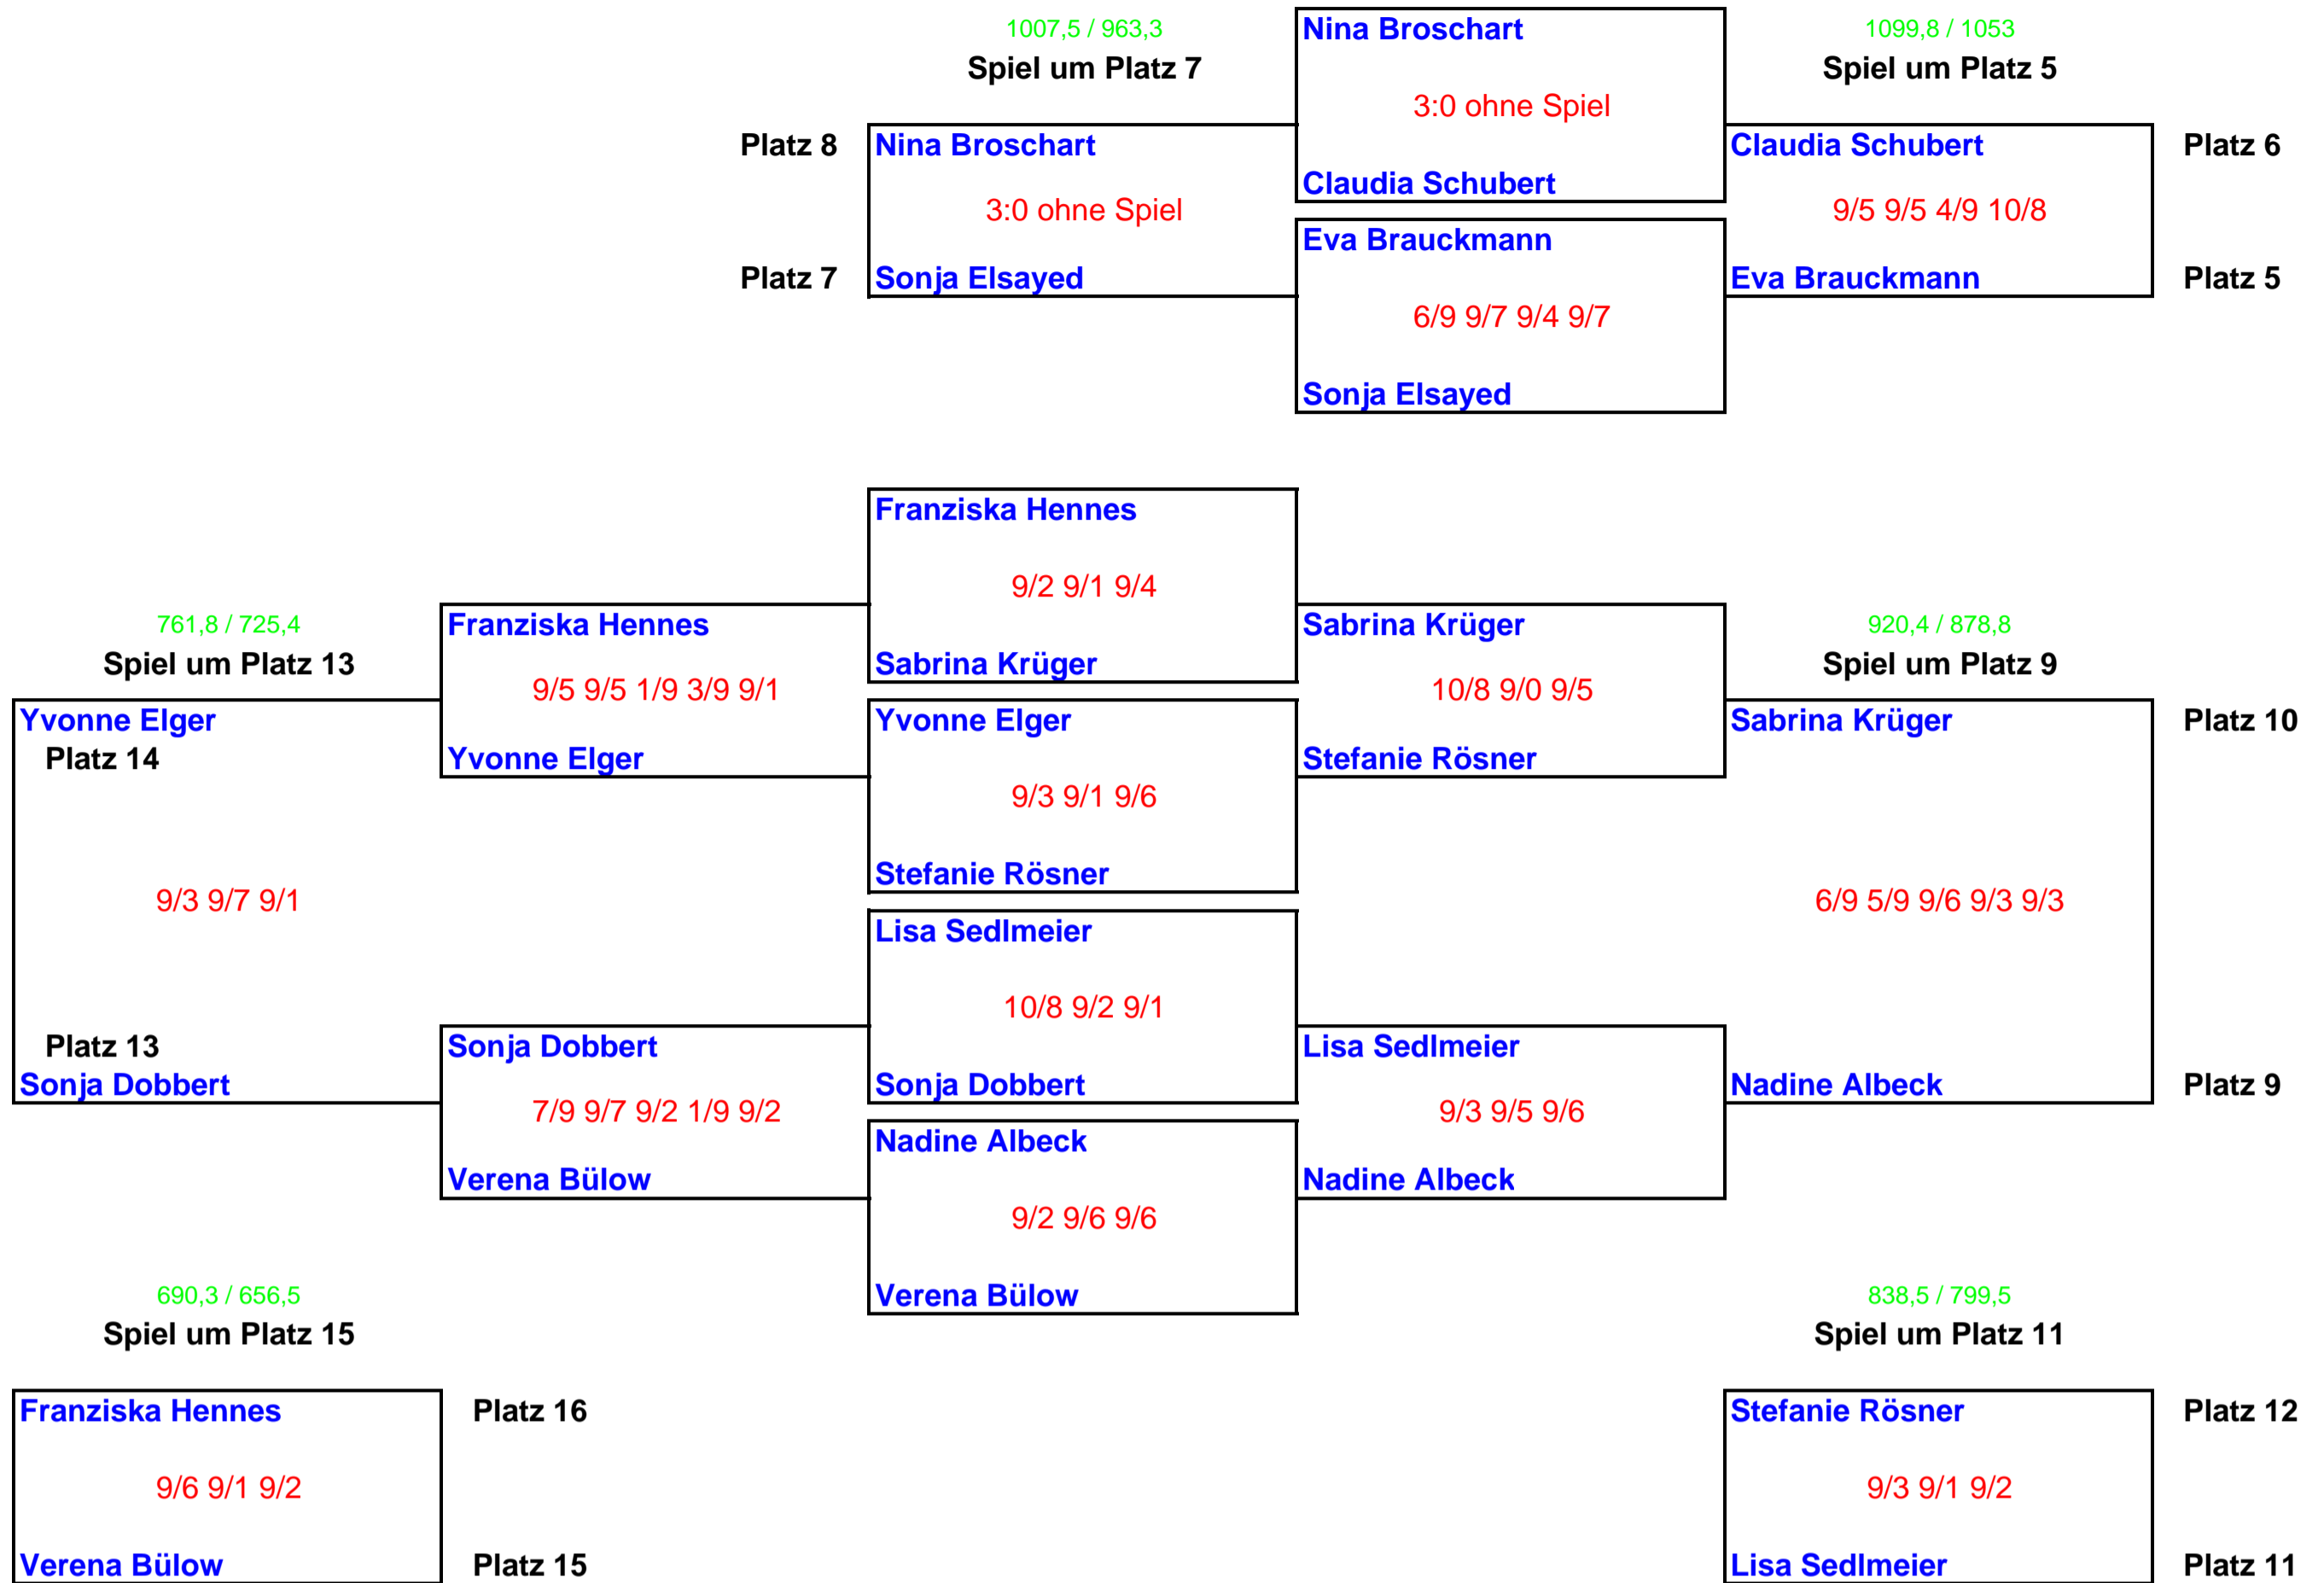 1007,5 / 963,3
Spiel um Platz 7
Nina Broschart
3:0 ohne Spiel
Claudia Schubert
1099,8 / 1053
Spiel um Platz 5
Platz 8
Nina Broschart
3:0 ohne Spiel
Platz 7
Sonja Elsayed
Eva Brauckmann
6/9 9/7 9/4 9/7
Sonja Elsayed
Claudia Schubert
Platz 6
9/5 9/5 4/9 10/8
Eva Brauckmann
Platz 5
Franziska Hennes
9/2 9/1 9/4
Sabrina Krüger
761,8 / 725,4
Spiel um Platz 13
Franziska Hennes
9/5 9/5 1/9 3/9 9/1
Yvonne Elger
Yvonne Elger
9/3 9/1 9/6
Stefanie Rösner
Sabrina Krüger
10/8 9/0 9/5
Stefanie Rösner
920,4 / 878,8
Spiel um Platz 9
Yvonne Elger
Platz 14
9/3 9/7 9/1
Platz 13
Sonja Dobbert
Sabrina Krüger
Platz 10
6/9 5/9 9/6 9/3 9/3
Nadine Albeck
Platz 9
Lisa Sedlmeier
10/8 9/2 9/1
Sonja Dobbert
Sonja Dobbert
7/9 9/7 9/2 1/9 9/2
Verena Bülow
Lisa Sedlmeier
9/3 9/5 9/6
Nadine Albeck
Nadine Albeck
9/2 9/6 9/6
Verena Bülow
690,3 / 656,5
Spiel um Platz 15
Franziska Hennes
Platz 16
9/6 9/1 9/2
Verena Bülow
Platz 15
838,5 / 799,5
Spiel um Platz 11
Stefanie Rösner
Platz 12
9/3 9/1 9/2
Lisa Sedlmeier
Platz 11